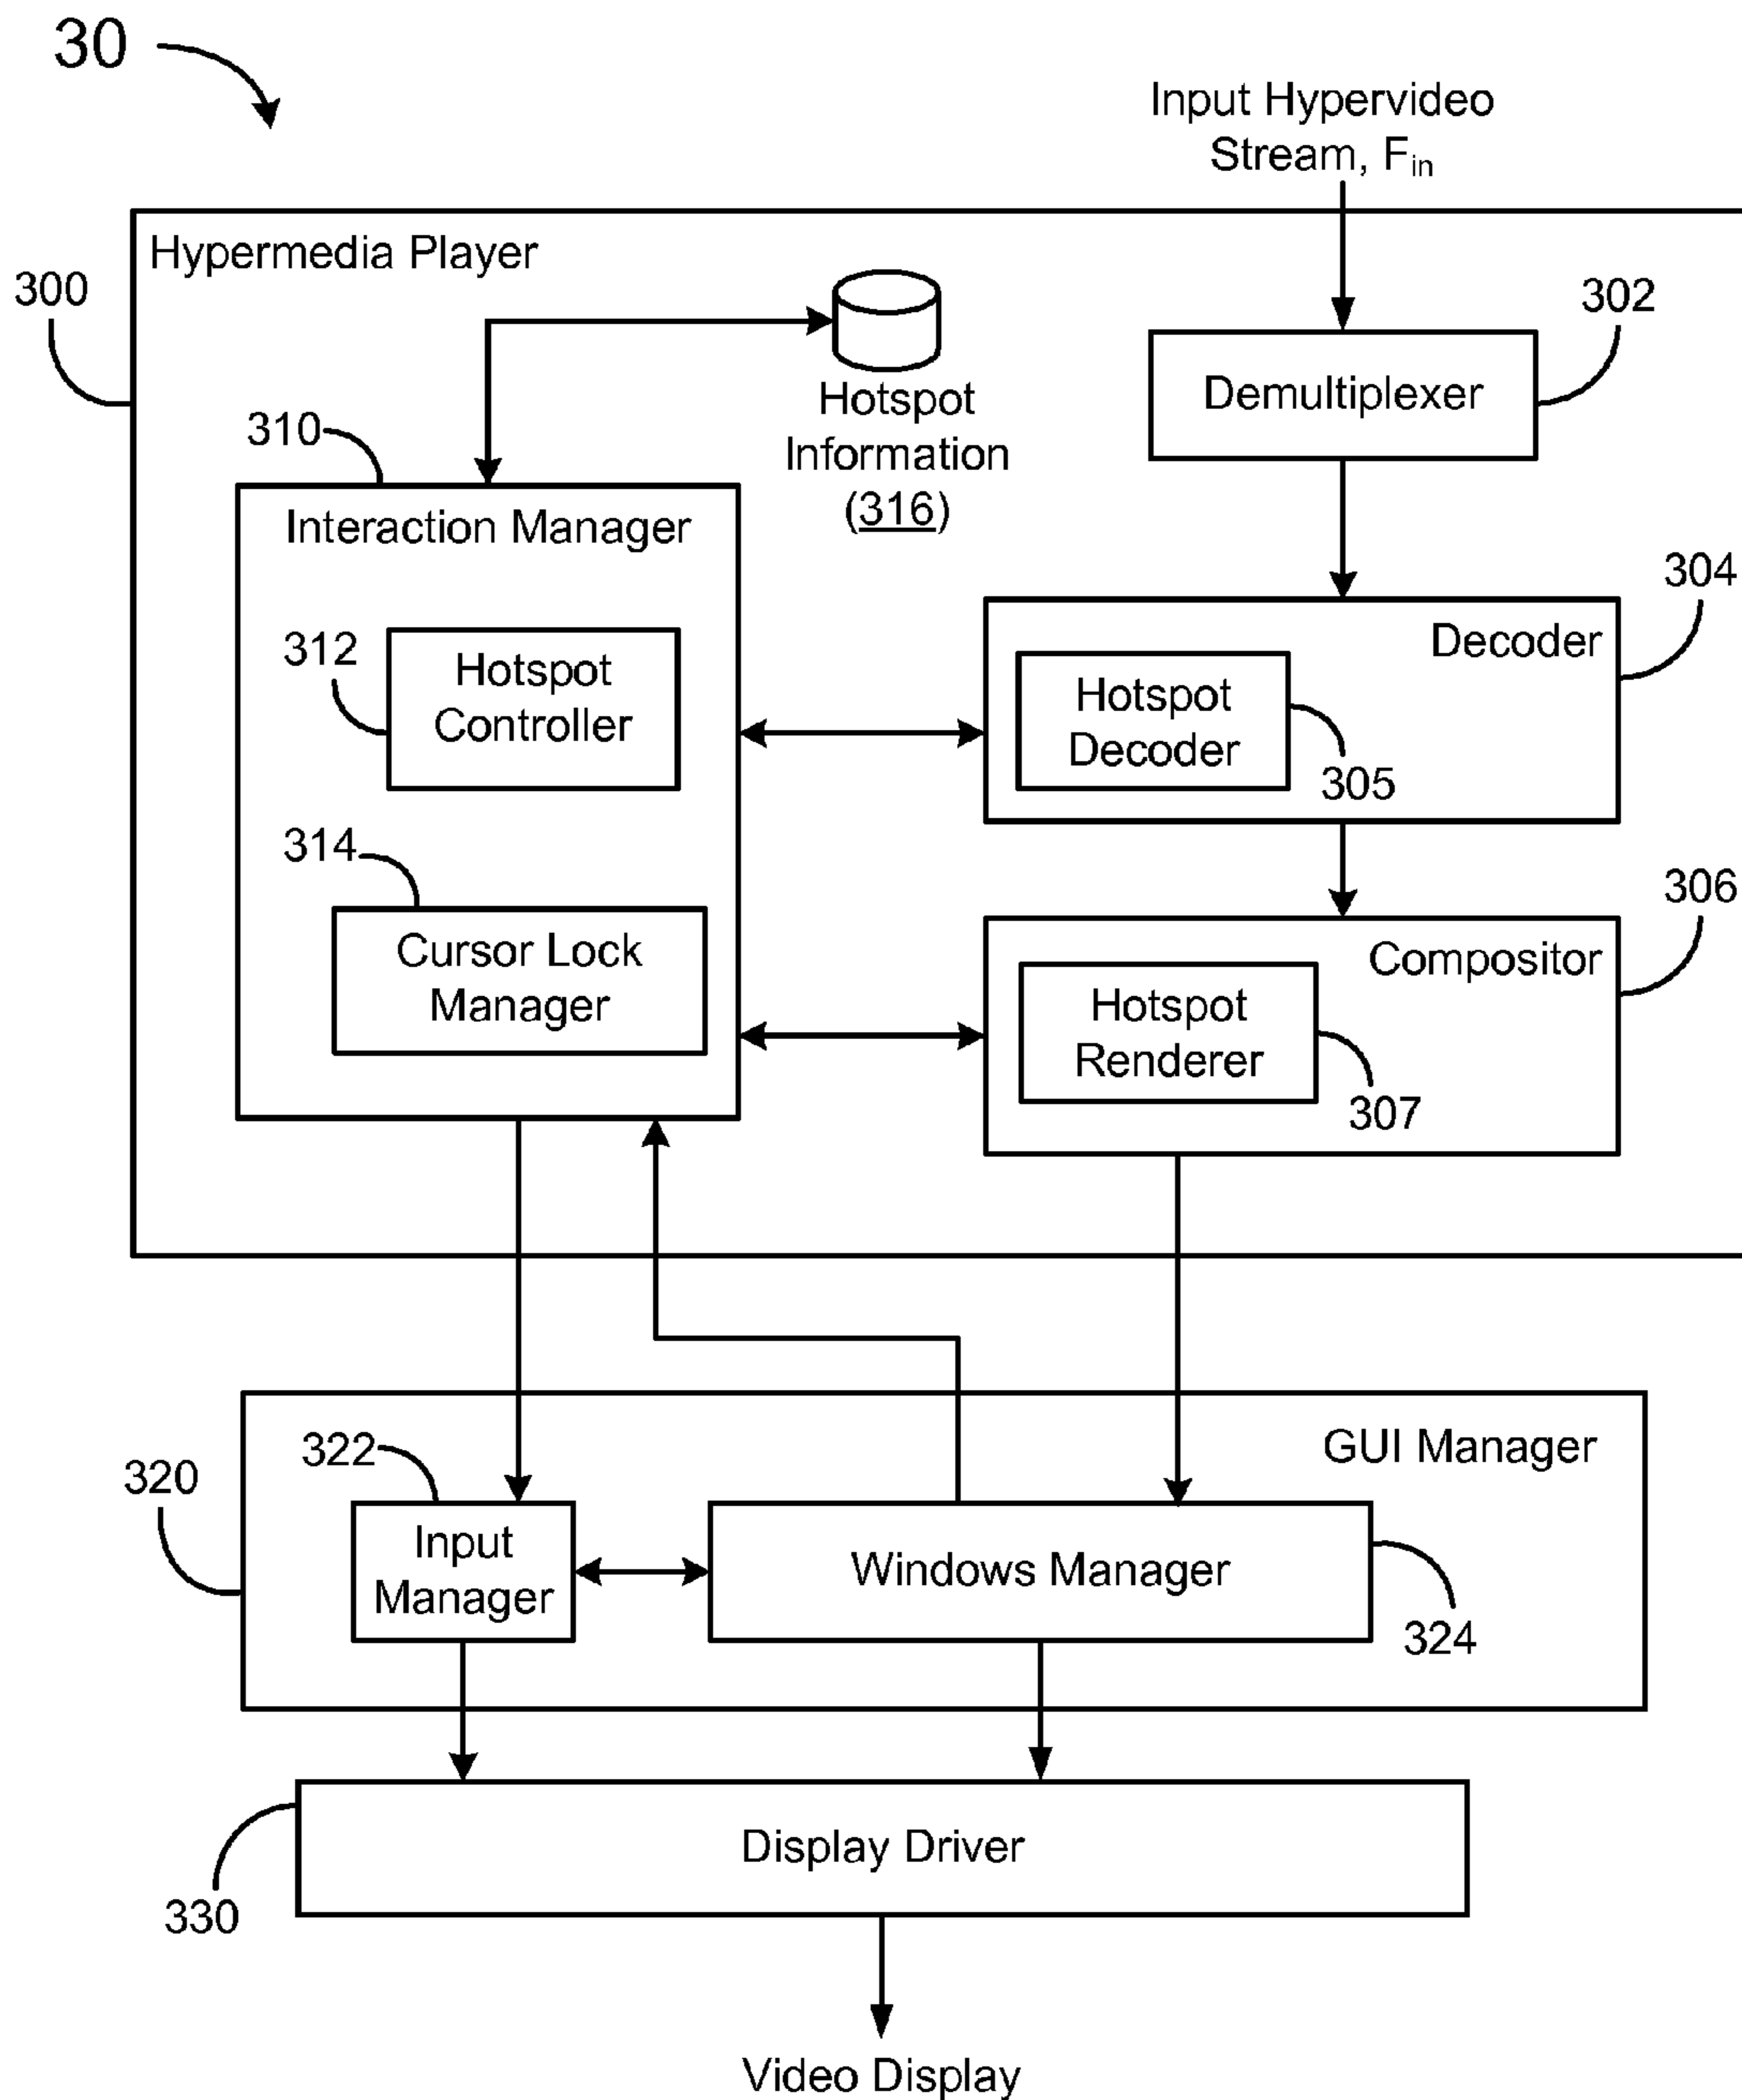 30
Input Hypervideo
Stream, Fin
Hypermedia Player
300
302
Demultiplexer
Hotspot
Information
(316)
310
Interaction Manager
304
Decoder
312
Hotspot
Controller
Hotspot
Decoder
305
314
Cursor Lock
Manager
306
Compositor
Hotspot
Renderer
307
GUI Manager
322
320
Input
Manager
Windows Manager
324
Display Driver
330
Video Display